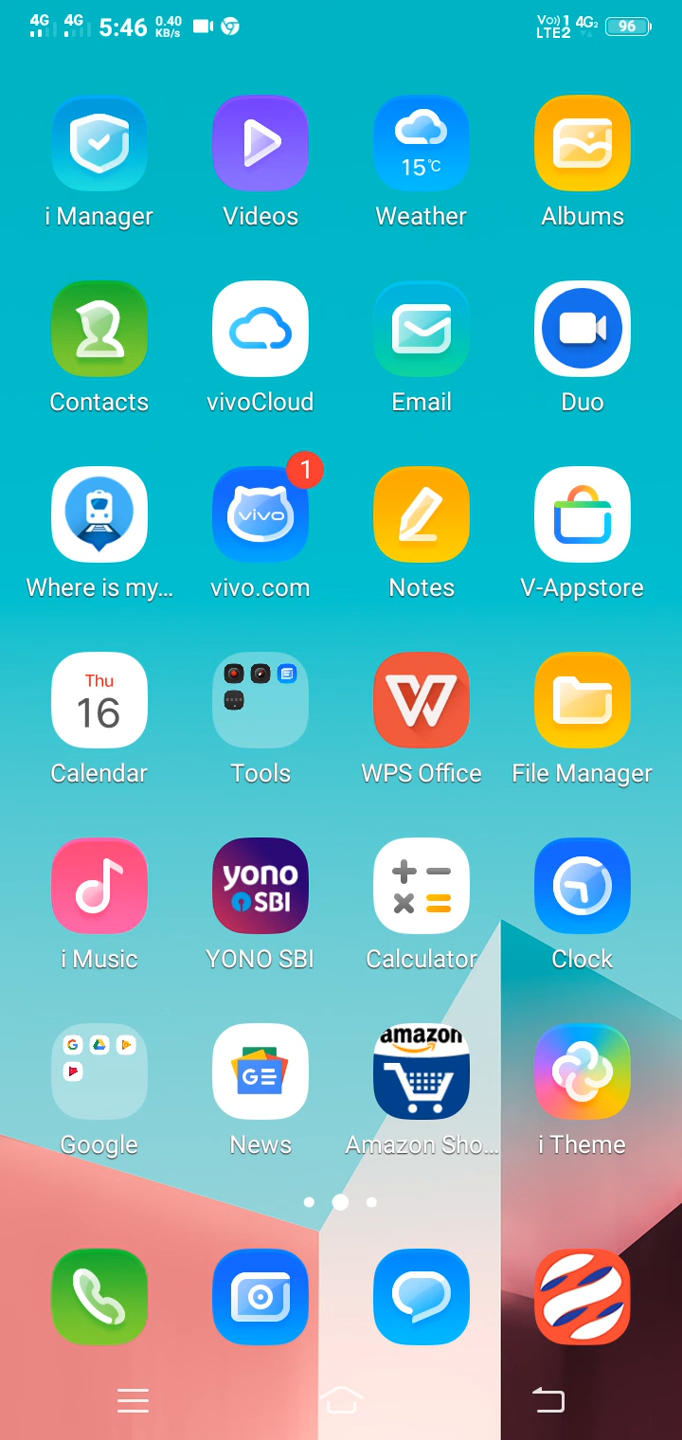 4G 4G 5:46 0.40 KB/s Vo))1 LTE2 4G2 96
15°C
i Manager Videos Weather Albums
Contacts vivoCloud Email Duo
1
vivo
Where is my... vivo.com Notes V-Appstore
Thu
16
W
Calendar Tools WPS Office File Manager
yono
SBI
i Music YONO SBI Calculator Clock
amazon
G GE
Google News Amazon Sho... i Theme